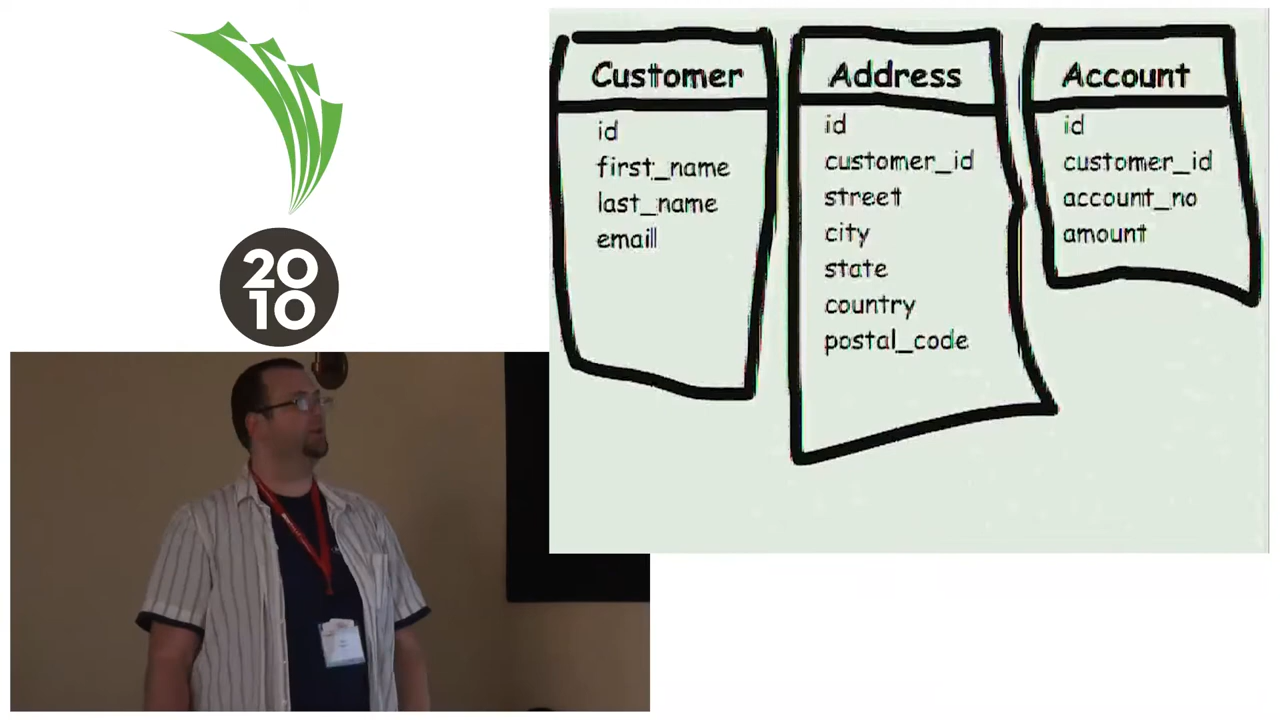 20
10
Customer
id
first_name
last_name
email
Address
id
customer_id
street
city
state
country
postal_code
Account
id
customer_id
account_no
amount